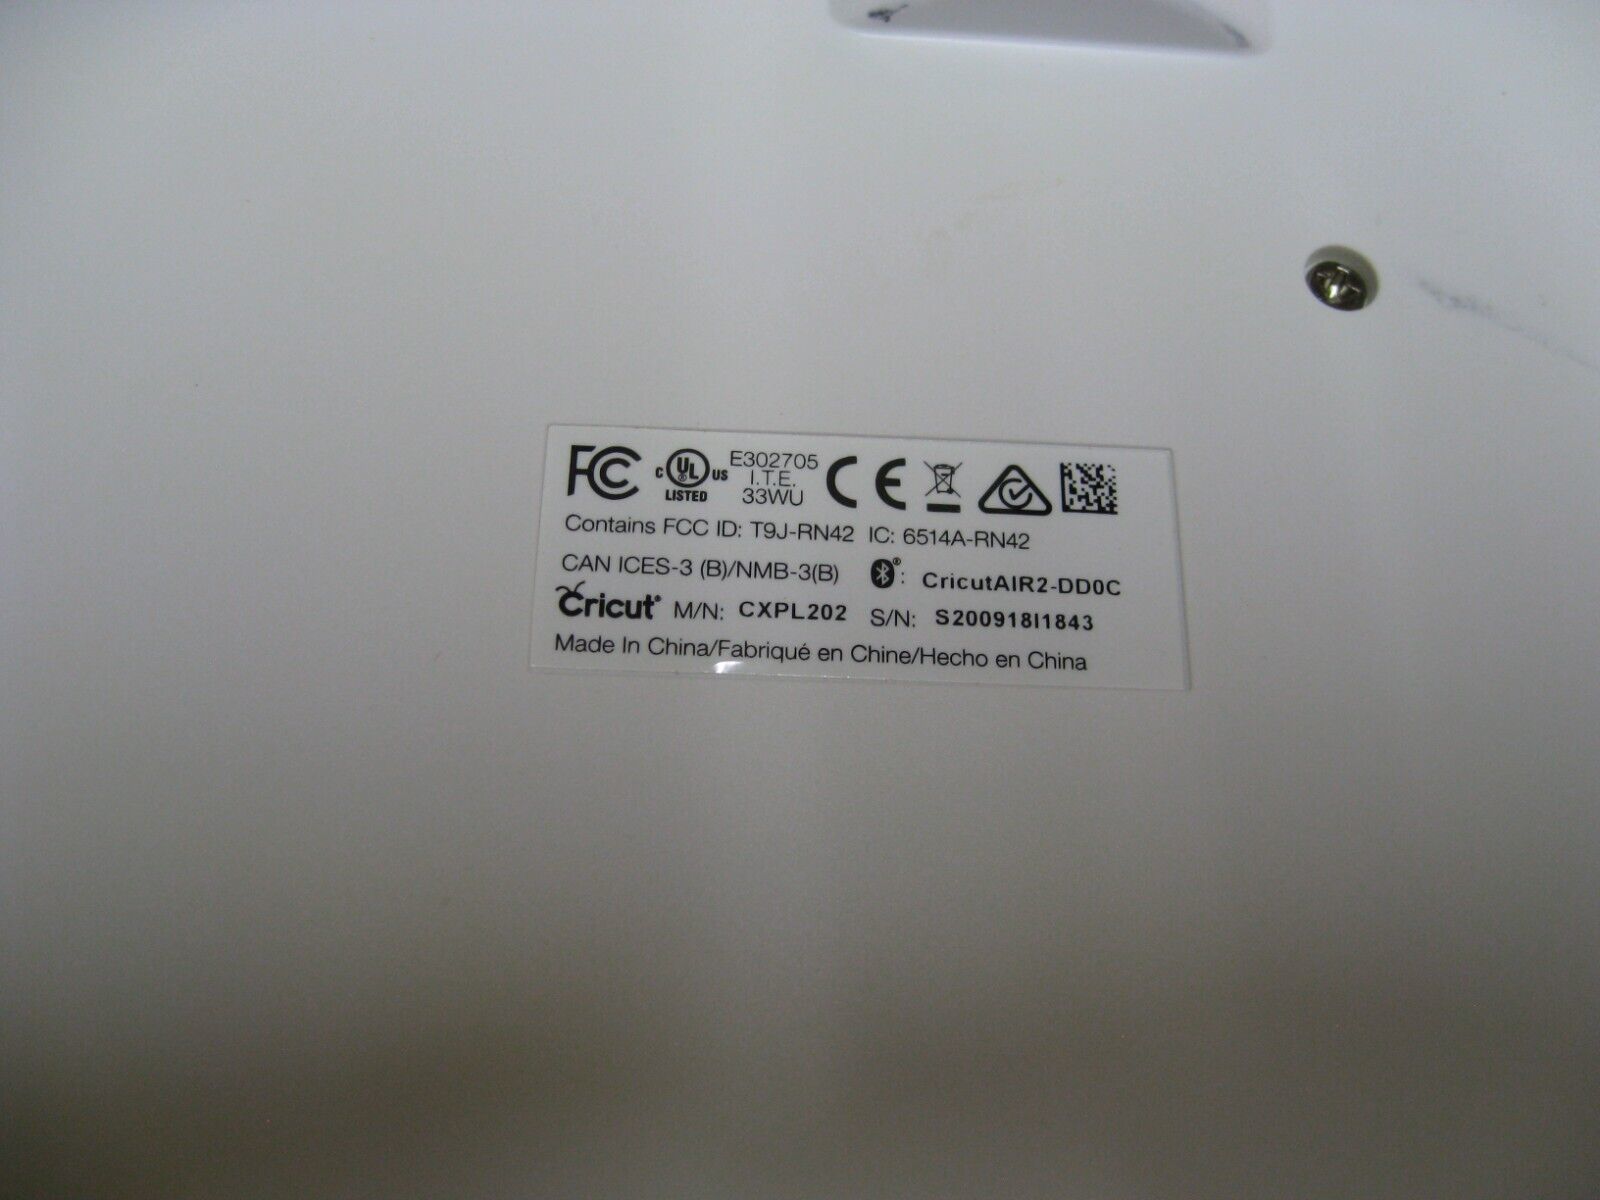 FC c UL US LISTED E302705 I.T.E. 33WU CE
Contains FCC ID: T9J-RN42 IC: 6514A-RN42
CAN ICES-3 (B)/NMB-3(B) ®: CricutAIR2-DD0C
Cricut® M/N: CXPL202 S/N: S200918I1843
Made In China/Fabriqué en Chine/Hecho en China